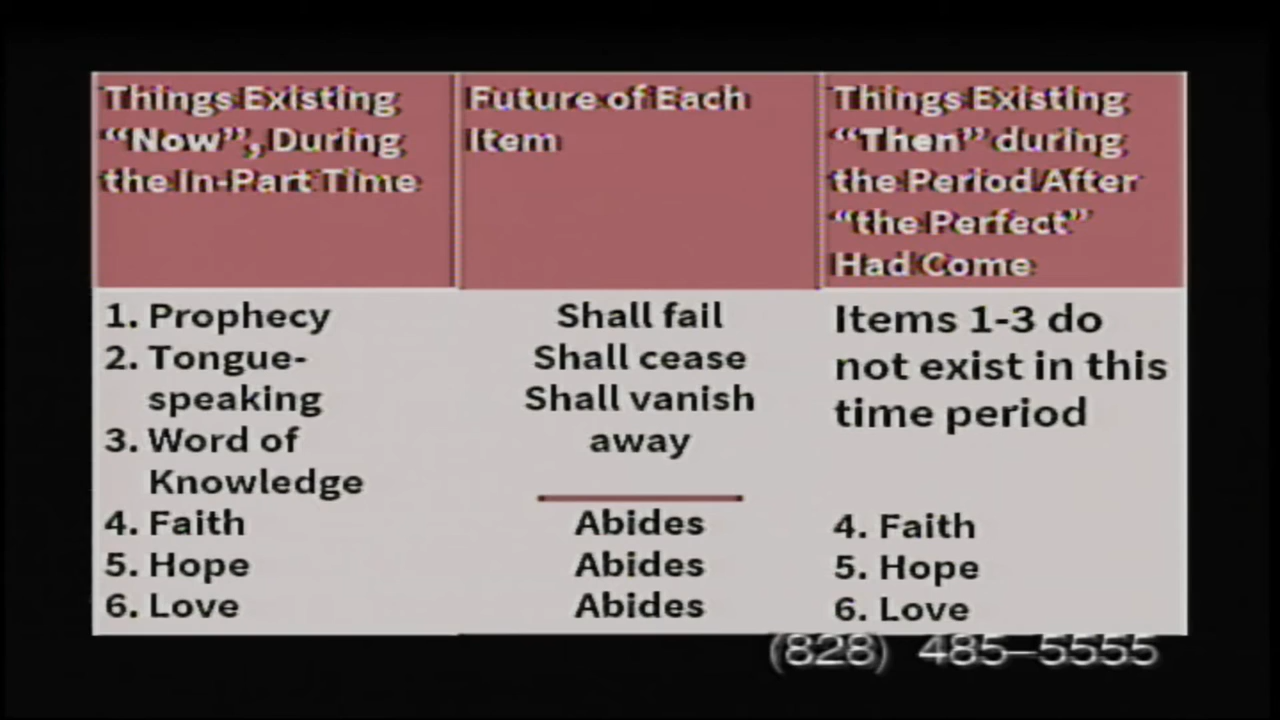 Things Existing
“Now”, During
the In-Part Time
Future of Each
Item
Things Existing
“Then” during
the Period After
“the Perfect”
Had Come
1. Prophecy
2. Tongue-
speaking
3. Word of
Knowledge
4. Faith
5. Hope
6. Love
Shall fail
Shall cease
Shall vanish
away
Abides
Abides
Abides
Items 1-3 do
not exist in this
time period
4. Faith
5. Hope
6. Love
(828) 485-5555